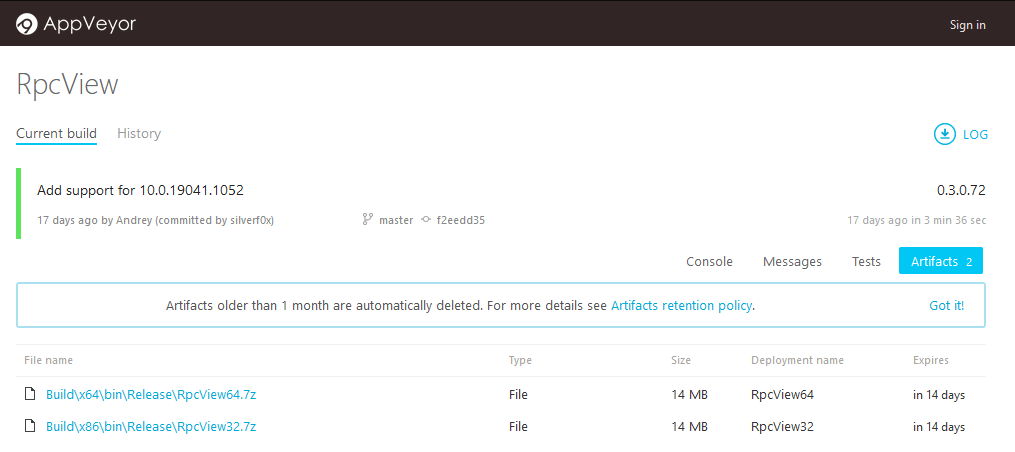 AppVeyor Sign in
RpcView
Current build History LOG
Add support for 10.0.19041.1052 0.3.0.72
17 days ago by Andrey (committed by silverf0x) master f2eedd35 17 days ago in 3 min 36 sec
Console Messages Tests Artifacts 2
Artifacts older than 1 month are automatically deleted. For more details see Artifacts retention policy. Got it!
File name Type Size Deployment name Expires
Build\x64\bin\Release\RpcView64.7z File 14 MB RpcView64 in 14 days
Build\x86\bin\Release\RpcView32.7z File 14 MB RpcView32 in 14 days